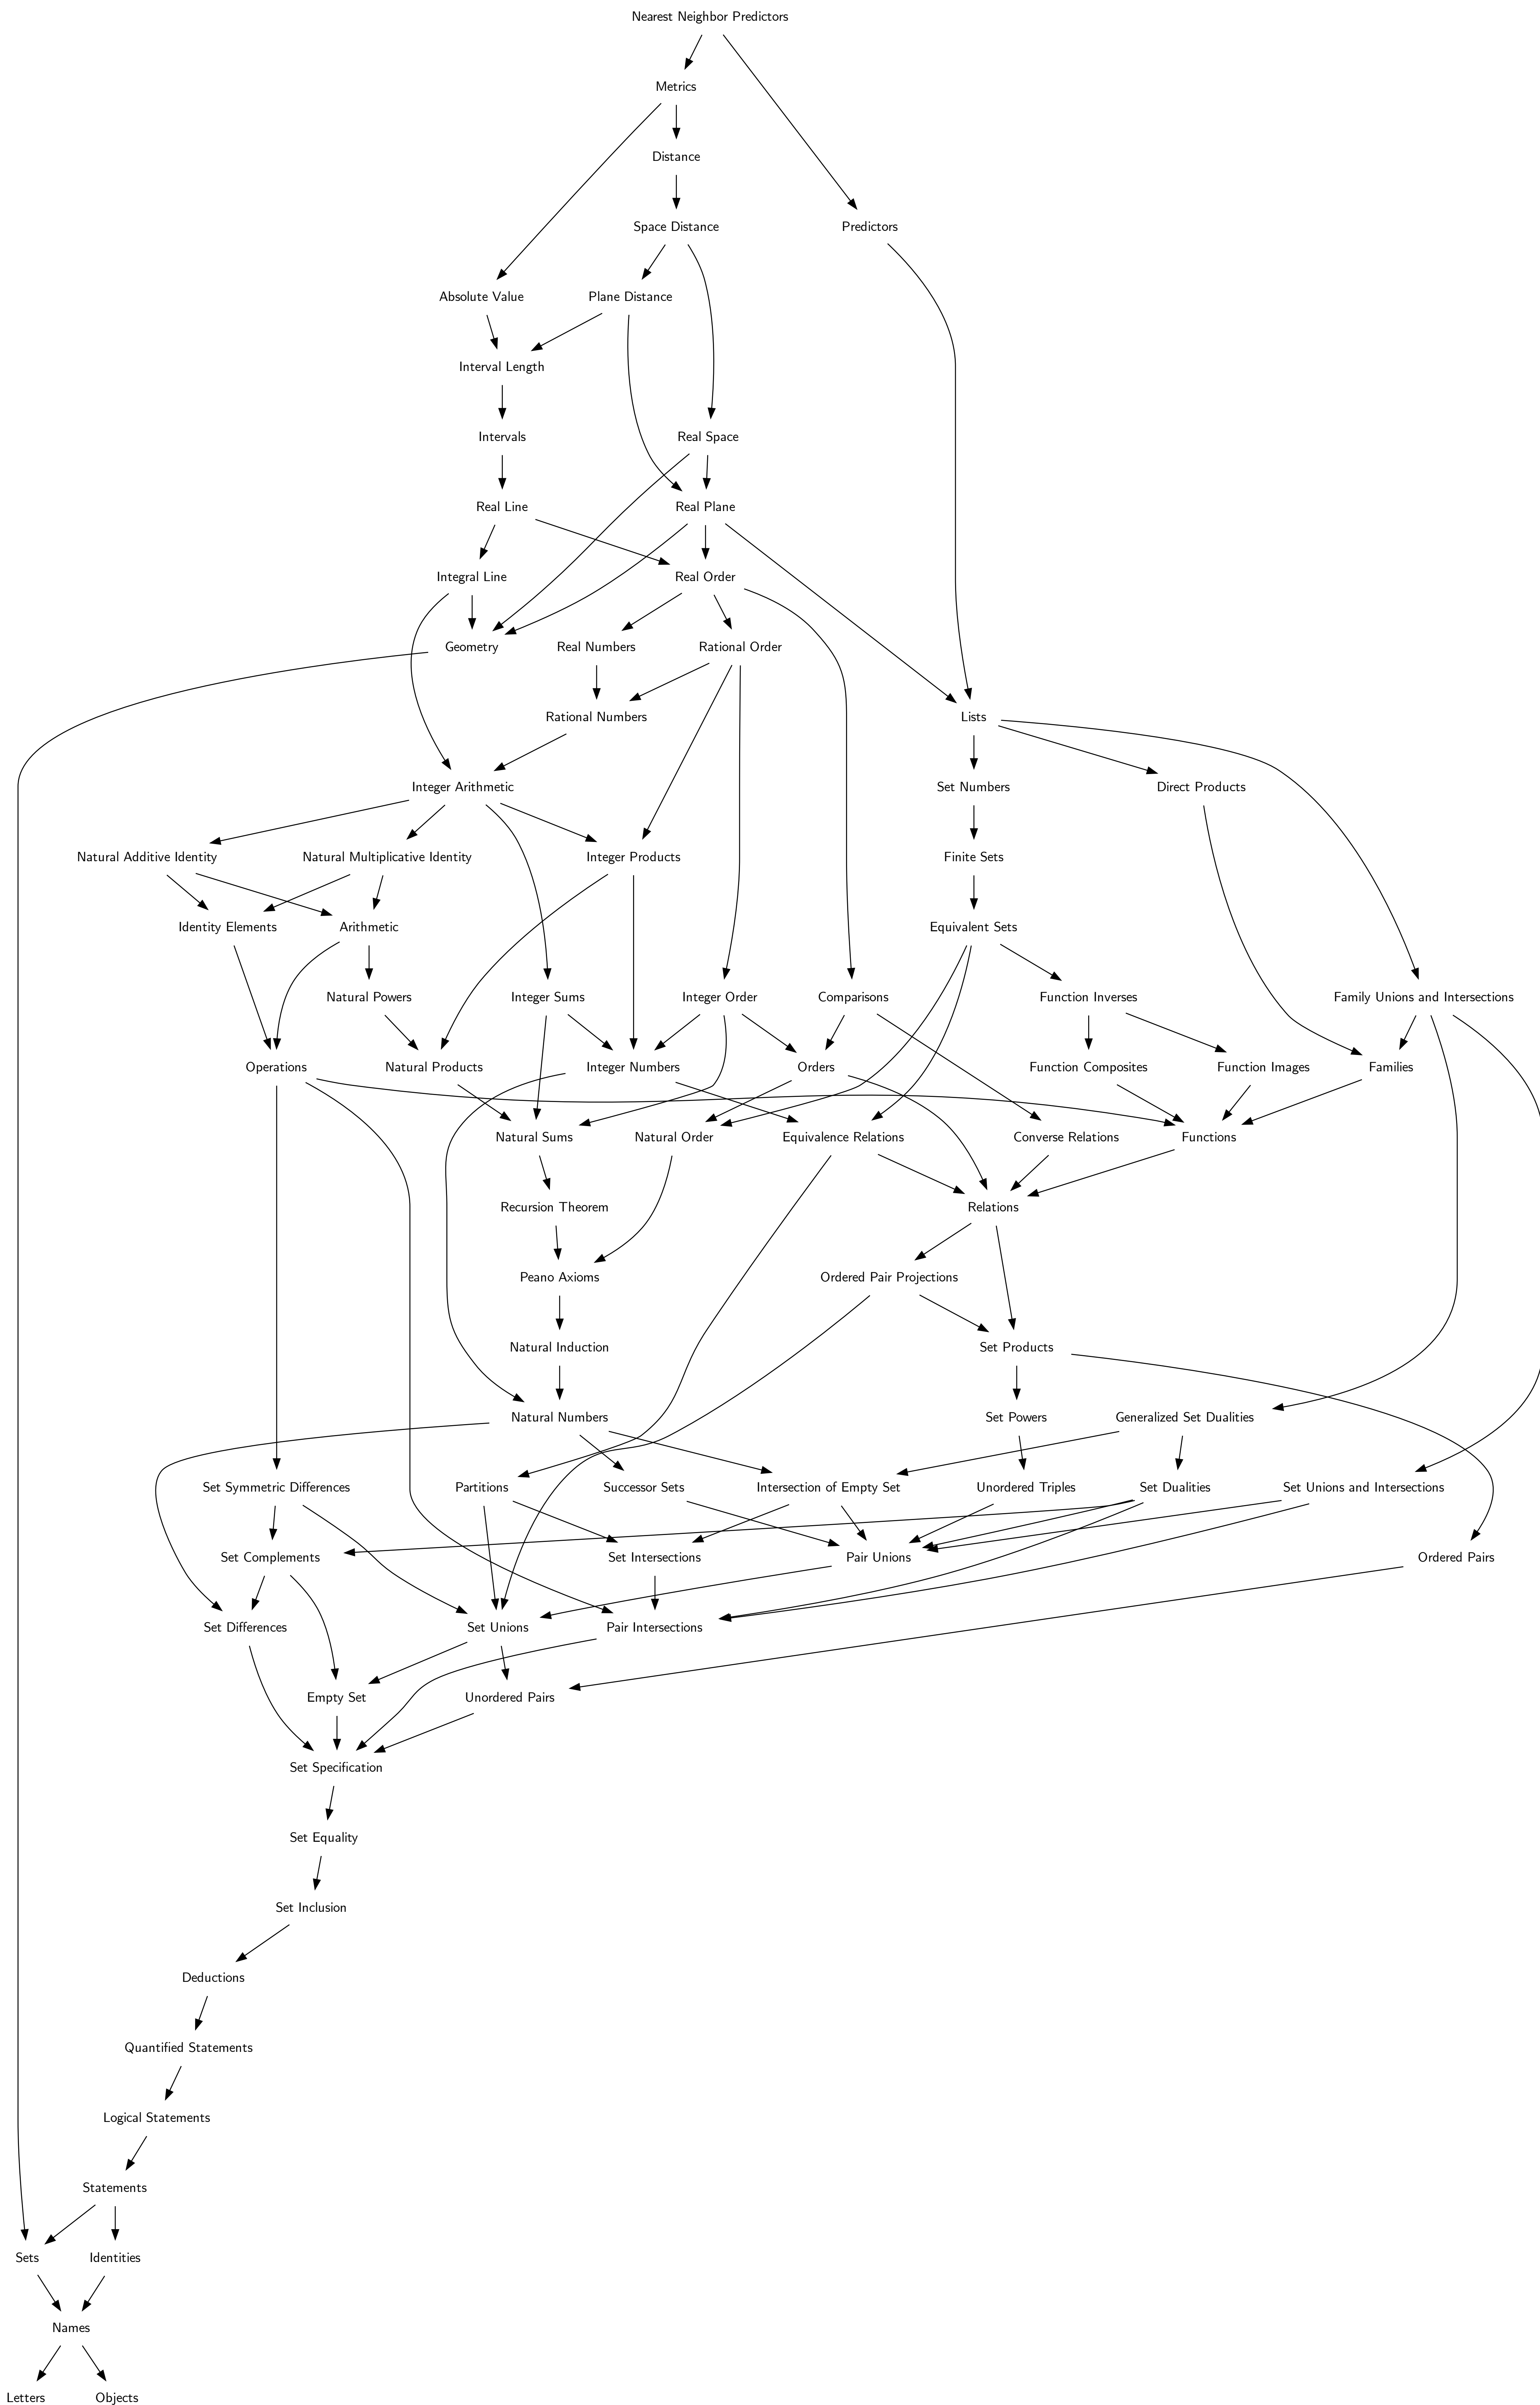 Nearest Neighbor Predictors
Metrics
Distance
Space Distance
Predictors
Absolute Value
Plane Distance
Interval Length
Intervals
Real Space
Real Line
Real Plane
Integral Line
Real Order
Geometry
Real Numbers
Rational Order
Rational Numbers
Lists
Integer Arithmetic
Set Numbers
Direct Products
Natural Additive Identity
Natural Multiplicative Identity
Integer Products
Finite Sets
Identity Elements
Arithmetic
Equivalent Sets
Natural Powers
Integer Sums
Integer Order
Comparisons
Function Inverses
Family Unions and Intersections
Operations
Natural Products
Integer Numbers
Orders
Function Composites
Function Images
Families
Natural Sums
Natural Order
Equivalence Relations
Converse Relations
Functions
Recursion Theorem
Relations
Peano Axioms
Ordered Pair Projections
Natural Induction
Set Products
Natural Numbers
Set Powers
Generalized Set Dualities
Set Symmetric Differences
Partitions
Successor Sets
Intersection of Empty Set
Unordered Triples
Set Dualities
Set Unions and Intersections
Set Complements
Set Intersections
Pair Unions
Ordered Pairs
Set Differences
Set Unions
Pair Intersections
Empty Set
Unordered Pairs
Set Specification
Set Equality
Set Inclusion
Deductions
Quantified Statements
Logical Statements
Statements
Sets
Identities
Names
Letters
Objects